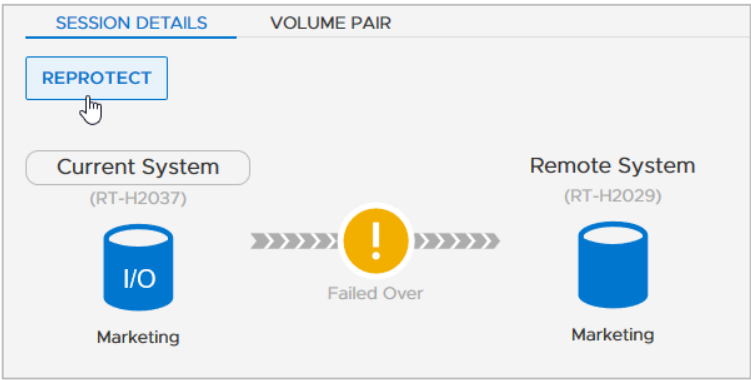 SESSION DETAILS
VOLUME PAIR
REPROTECT
Current System
(RT-H2037)
I/O
Marketing
!
Failed Over
Remote System
(RT-H2029)
Marketing